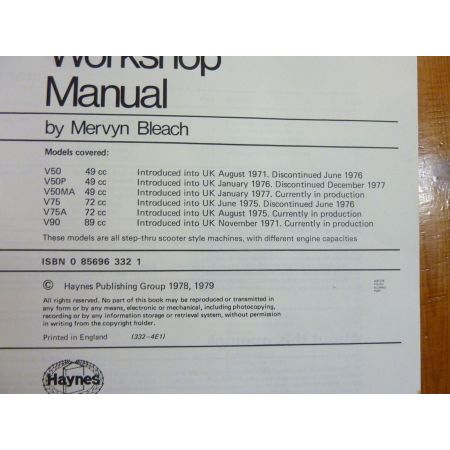 Workshop
Manual
by Mervyn Bleach
Models covered:
V50 49 cc Introduced into UK August 1971. Discontinued June 1976
V50P 49 cc Introduced into UK January 1976. Discontinued December 1977
V50MA 49 cc Introduced into UK January 1977. Currently in production
V75 72 cc Introduced into UK June 1975. Discontinued June 1976
V75A 72 cc Introduced into UK August 1975. Currently in production
V90 89 cc Introduced into UK November 1971. Currently in production
These models are all step-thru scooter style machines, with different engine capacities
ISBN 0 85696 332 1
© Haynes Publishing Group 1978, 1979
All rights reserved. No part of this book may be reproduced or transmitted in
any form or by any means, electronic or mechanical, including photocopying,
recording or by any information storage or retrieval system, without permission
in writing from the copyright holder.
Printed in England (332-4E1)
Haynes